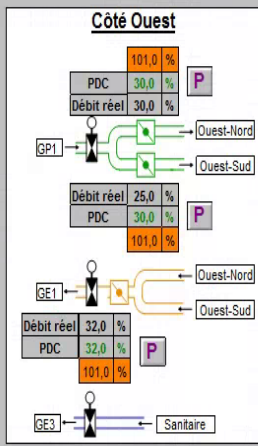 Côté Ouest
101,0 %
PDC 30,0 % P
Débit réel 30,0 %
Ouest-Nord
GP1
Ouest-Sud
Débit réel 25,0 %
PDC 30,0 % P
101,0 %
Ouest-Nord
GE1
Ouest-Sud
Débit réel 32,0 %
PDC 32,0 % P
101,0 %
GE3 Sanitaire